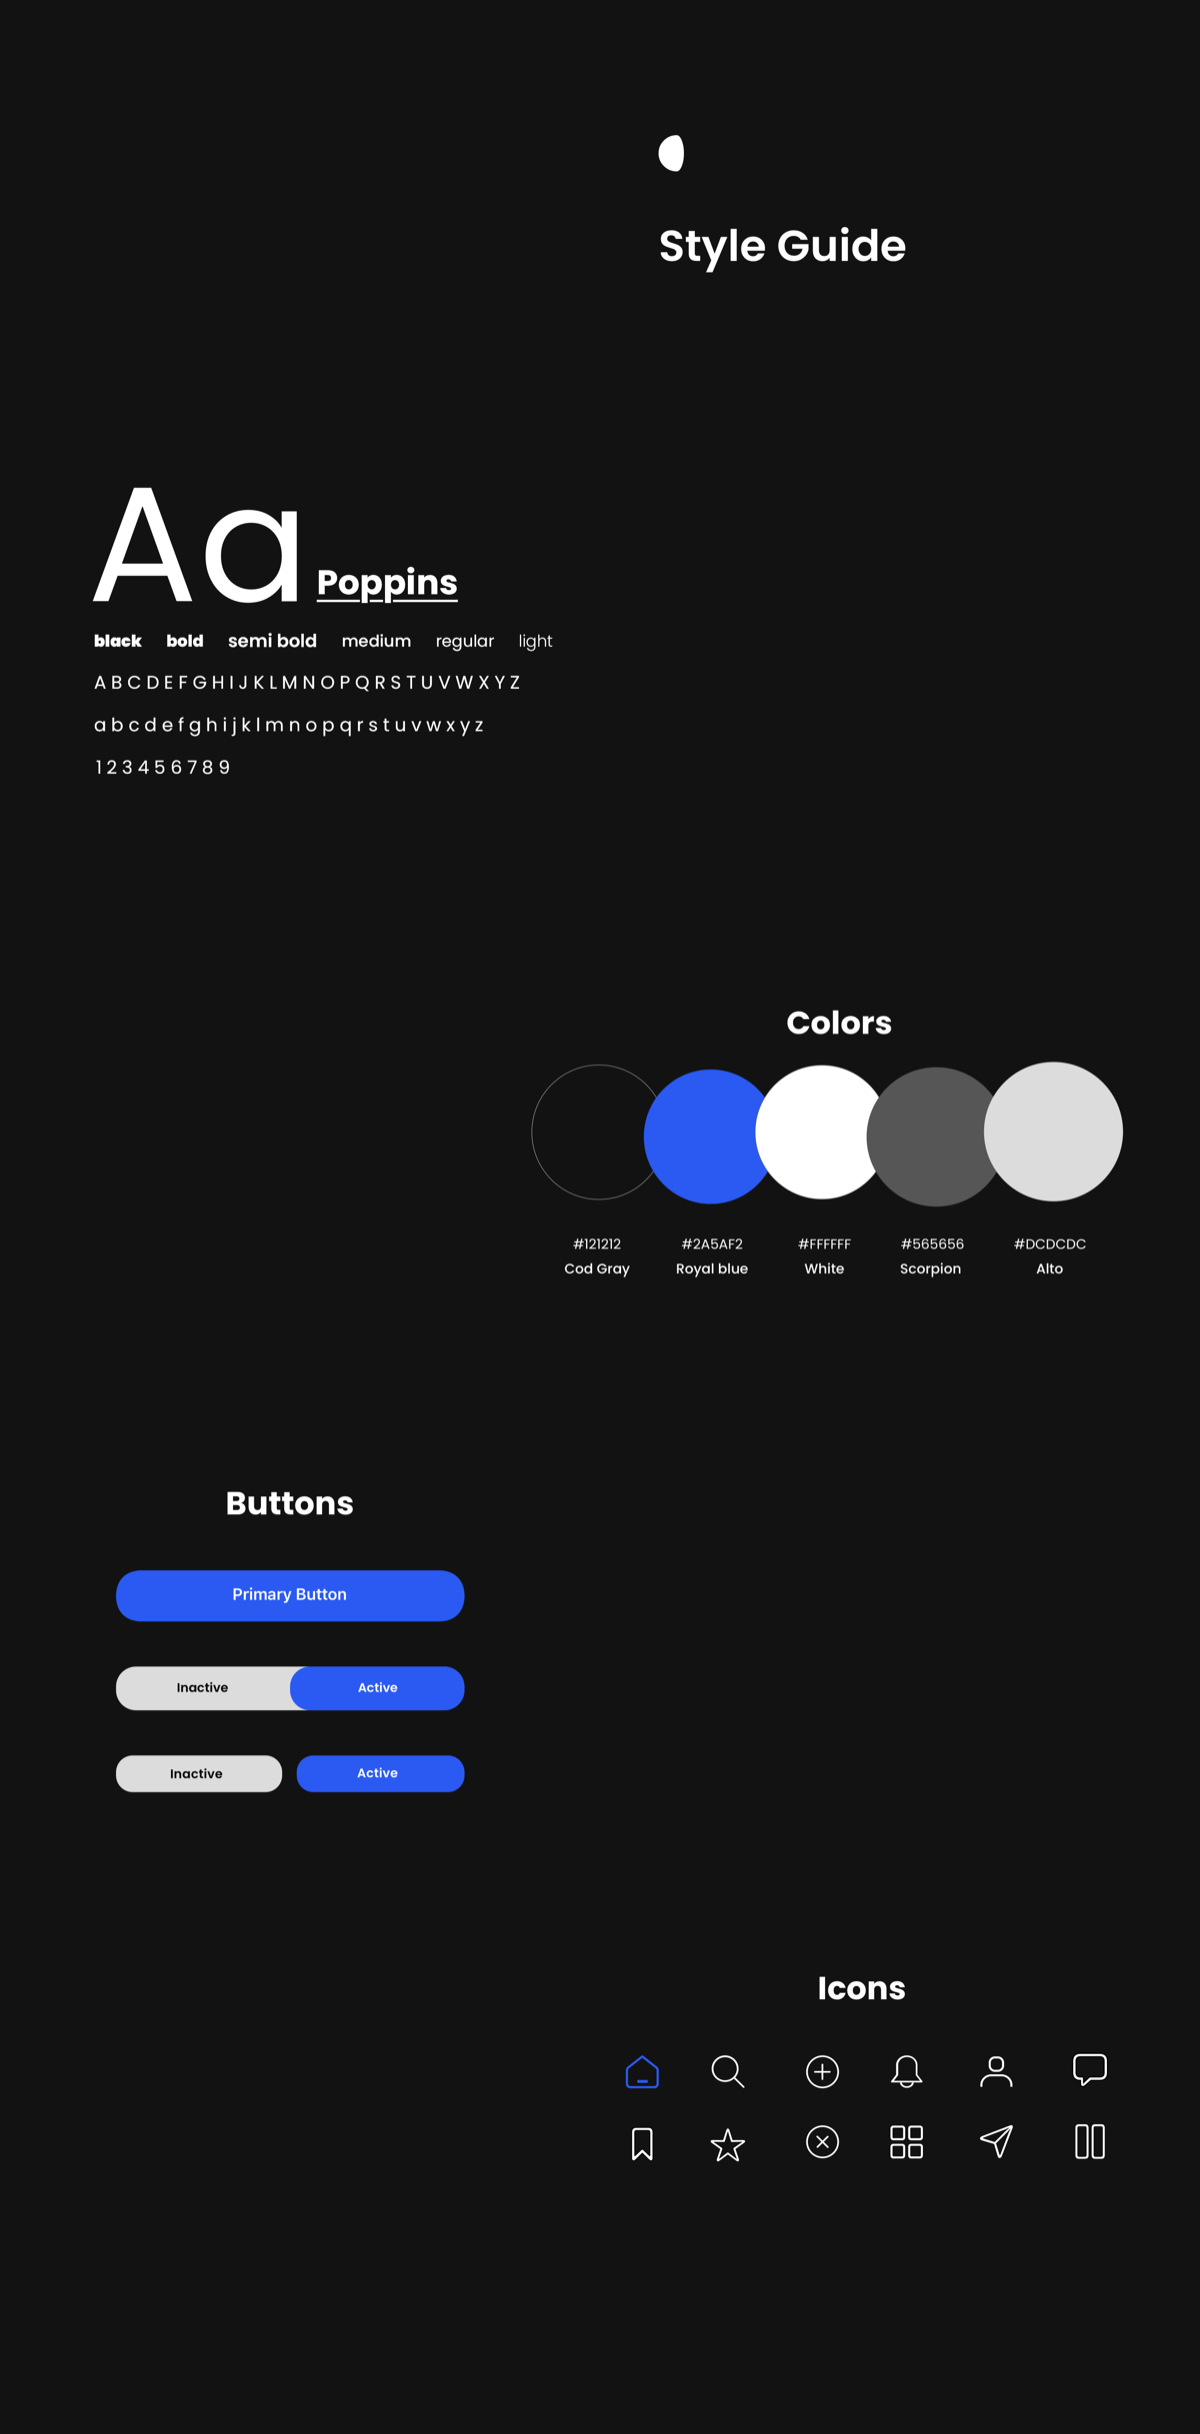 Style Guide
Aa Poppins
black bold semi bold medium regular light
A B C D E F G H I J K L M N O P Q R S T U V W X Y Z
a b c d e f g h i j k l m n o p q r s t u v w x y z
1 2 3 4 5 6 7 8 9
Colors
#121212 #2A5AF2 #FFFFFF #565656 #DCDCDC
Cod Gray Royal blue White Scorpion Alto
Buttons
Primary Button
Inactive Active
Inactive Active
Icons